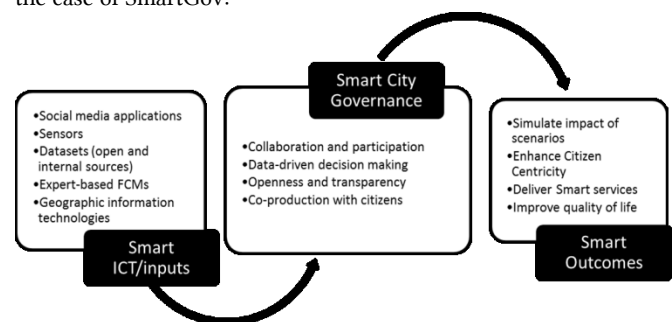 the case of SmartGov.
•Social media applications
•Sensors
•Datasets (open and
internal sources)
•Expert-based FCMs
•Geographic information
technologies
Smart
ICT/inputs
Smart City
Governance
•Collaboration and participation
•Data-driven decision making
•Openness and transparency
•Co-production with citizens
•Simulate impact of
scenarios
•Enhance Citizen
Centricity
•Deliver Smart services
•Improve quality of life
Smart
Outcomes